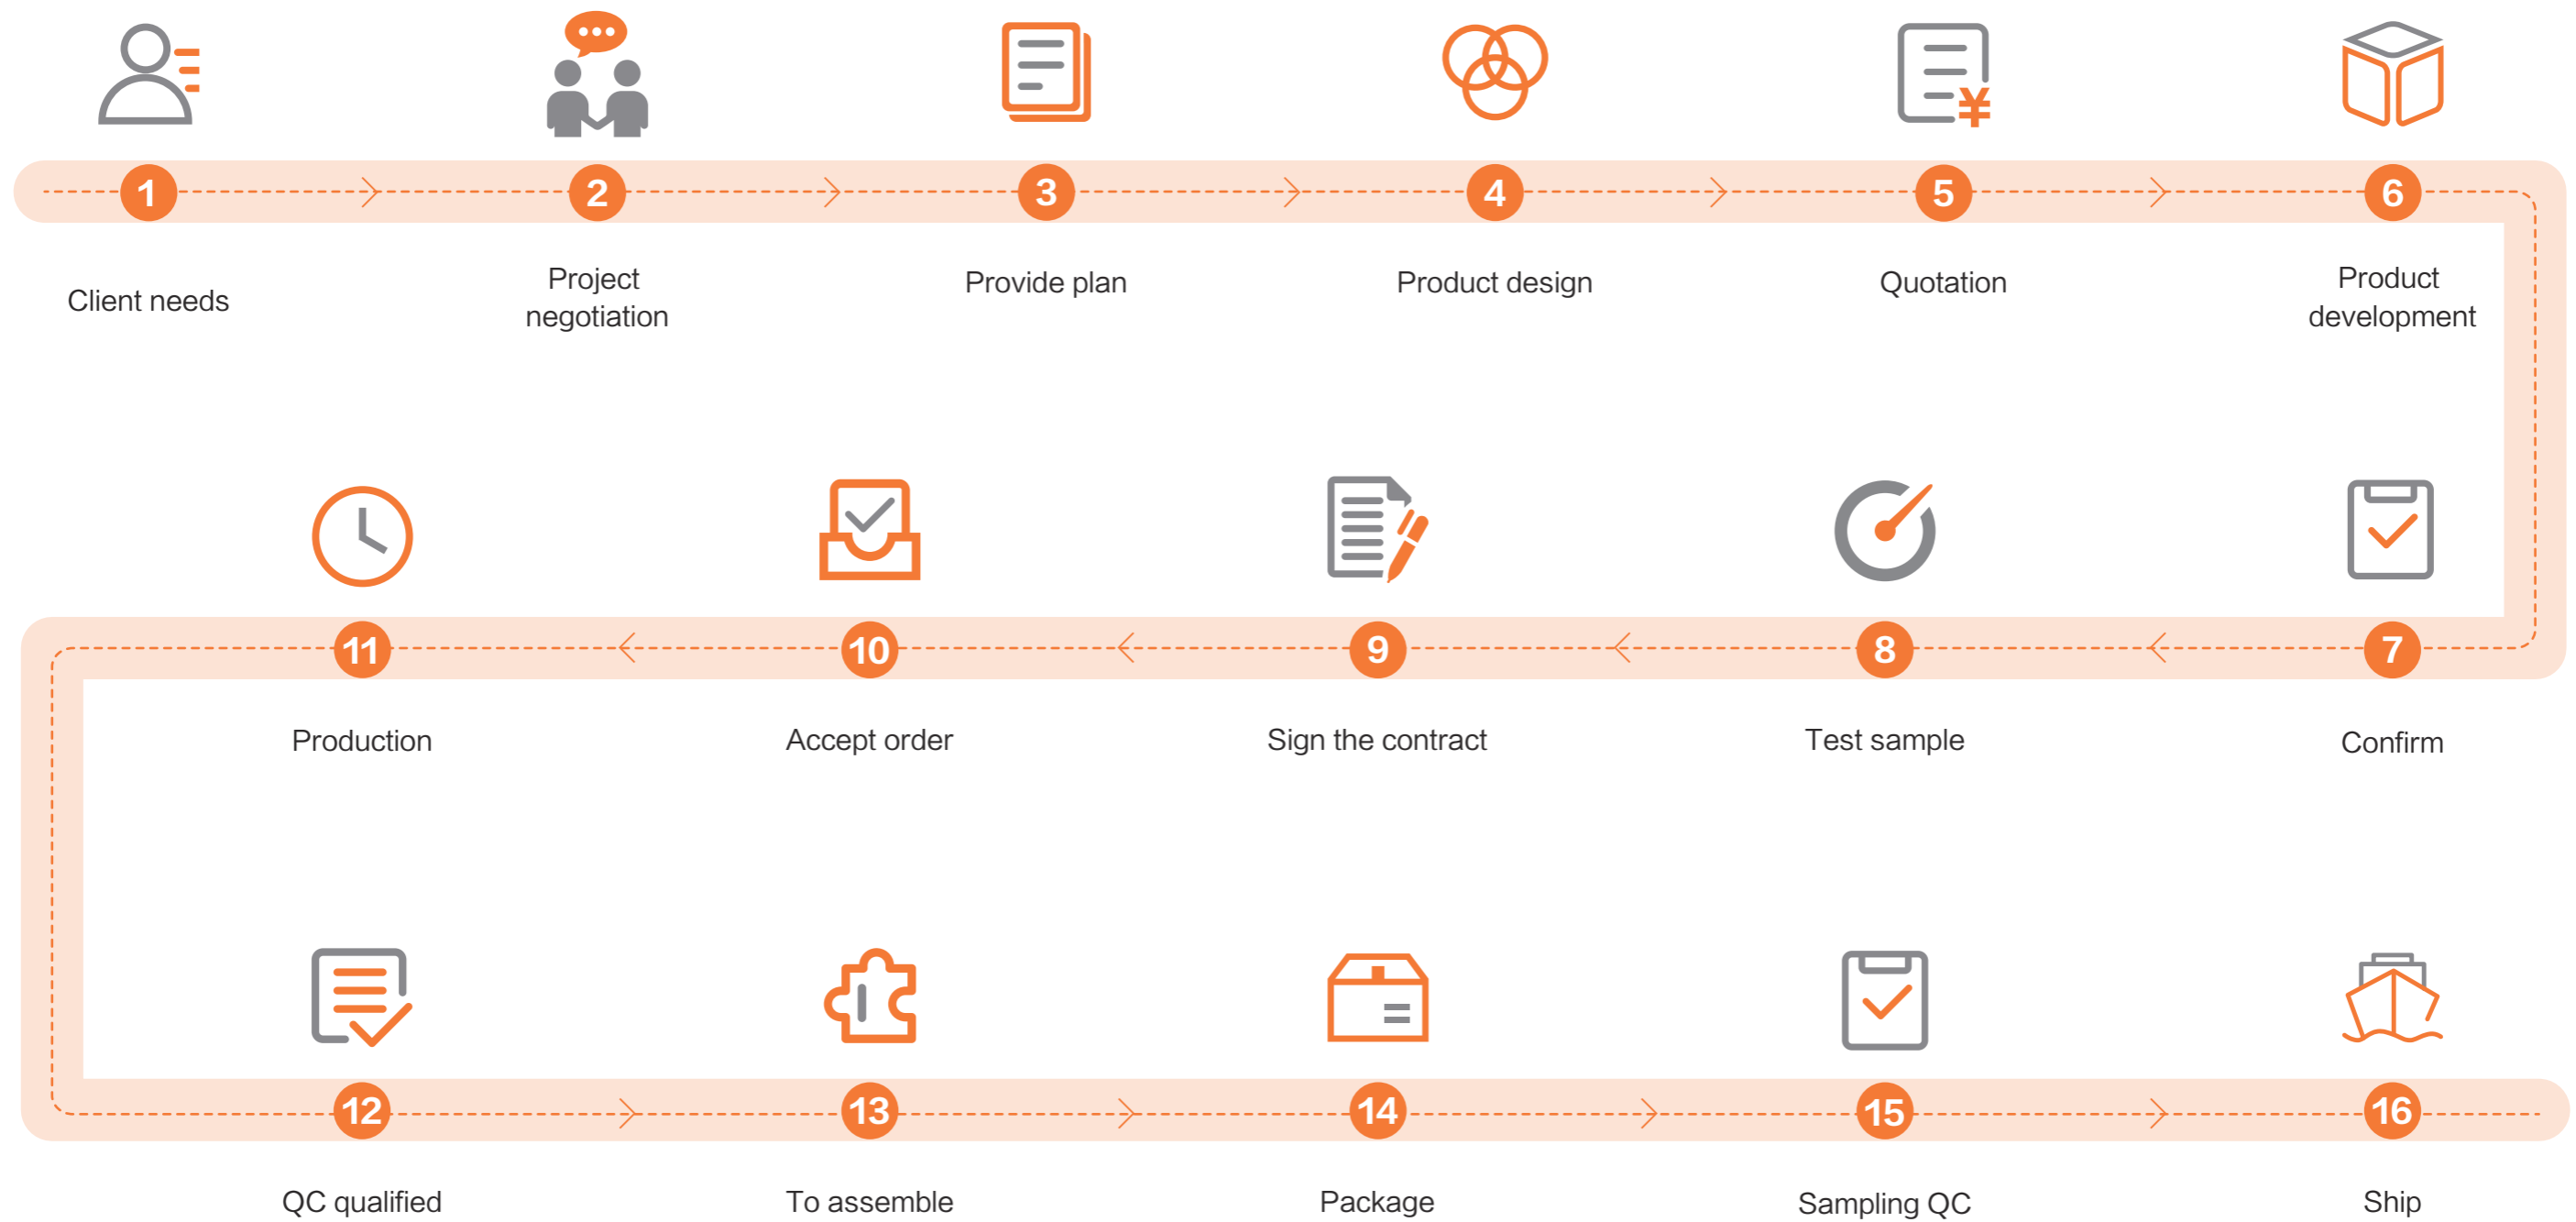 ¥
1
2
3
4
5
6
Client needs
Project
negotiation
Provide plan
Product design
Quotation
Product
development
11
10
9
8
7
Production
Accept order
Sign the contract
Test sample
Confirm
12
13
14
15
16
QC qualified
To assemble
Package
Sampling QC
Ship